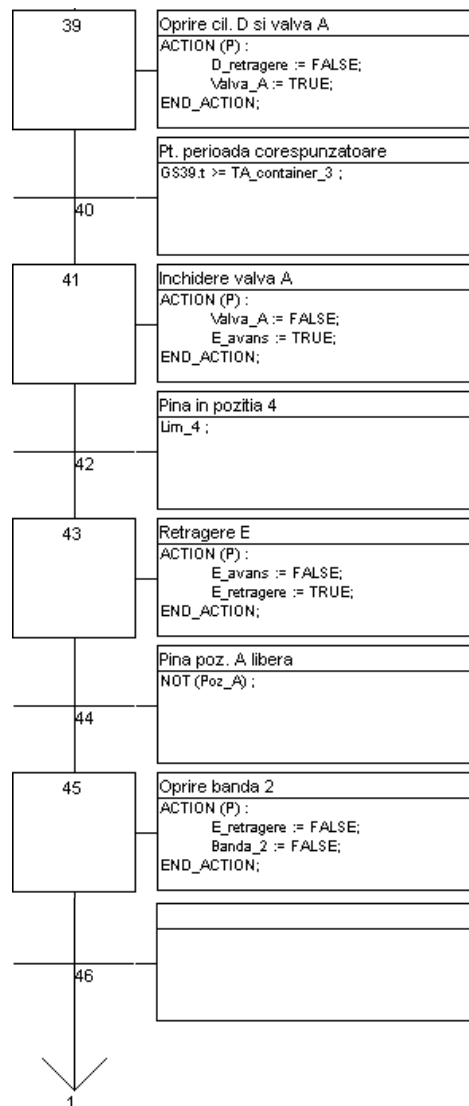 39
Oprire cil. D si valva A
ACTION (P) :
D_retragere := FALSE;
Valva_A := TRUE;
END_ACTION;
Pt. perioada corespunzatoare
GS39.t >= TA_container_3 ;
40
41
Inchidere valva A
ACTION (P) :
Valva_A := FALSE;
E_avans := TRUE;
END_ACTION;
Pina in pozitia 4
Lim_4 ;
42
43
Retragere E
ACTION (P) :
E_avans := FALSE;
E_retragere := TRUE;
END_ACTION;
Pina poz. A libera
NOT (Poz_A) ;
44
45
Oprire banda 2
ACTION (P) :
E_retragere := FALSE;
Banda_2 := FALSE;
END_ACTION;
46
1